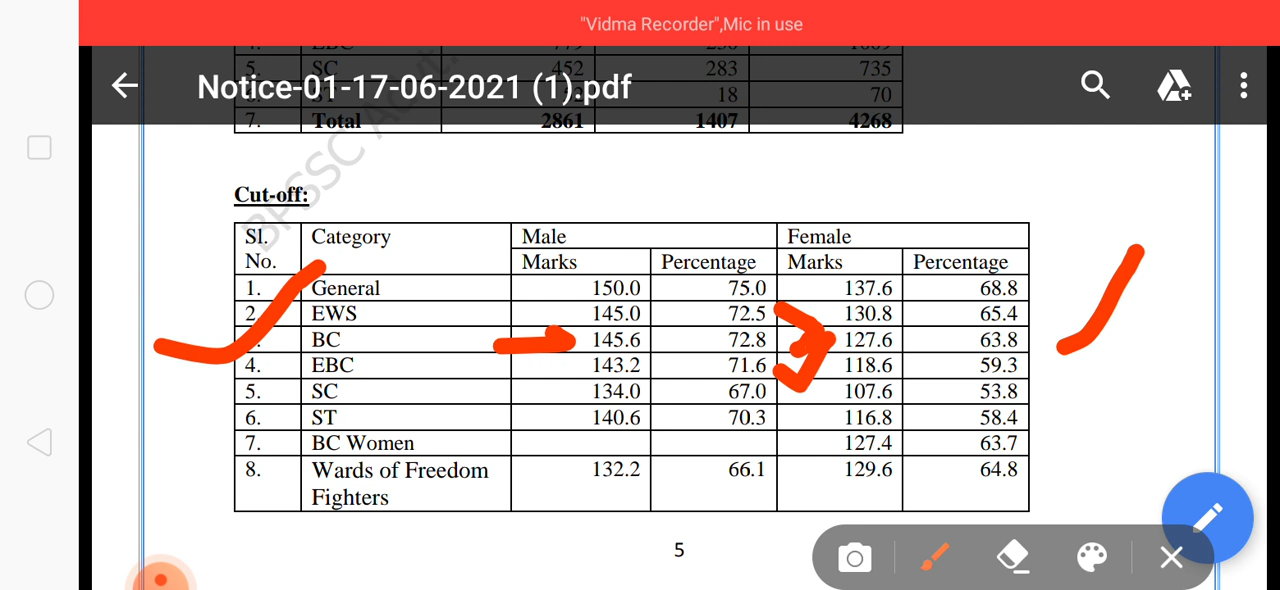 "Vidma Recorder",Mic in use
Notice-01-17-06-2021 (1).pdf
5. SC 452 283 735
18 70
7. Total 2861 1407 4268
BPSSC
Cut-off:
Sl. No. Category Male Female
Marks Percentage Marks Percentage
1. General 150.0 75.0 137.6 68.8
2. EWS 145.0 72.5 130.8 65.4
BC 145.6 72.8 127.6 63.8
4. EBC 143.2 71.6 118.6 59.3
5. SC 134.0 67.0 107.6 53.8
6. ST 140.6 70.3 116.8 58.4
7. BC Women 127.4 63.7
8. Wards of Freedom 132.2 66.1 129.6 64.8
Fighters
5